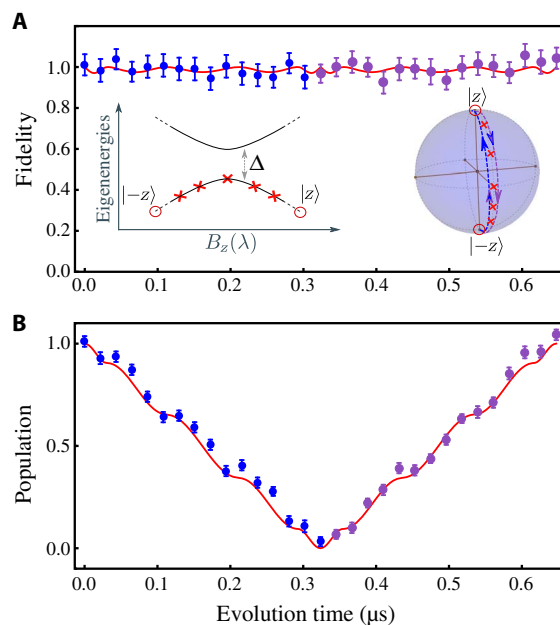 A
1.0
0.8
0.6
0.4
0.2
0.0
Fidelity
Eigenenergies
|−z⟩
Δ
|z⟩
B_z(λ)
|z⟩
|−z⟩
0.0 0.1 0.2 0.3 0.4 0.5 0.6
B
1.0
0.5
0.0
Population
0.0 0.1 0.2 0.3 0.4 0.5 0.6
Evolution time (μs)